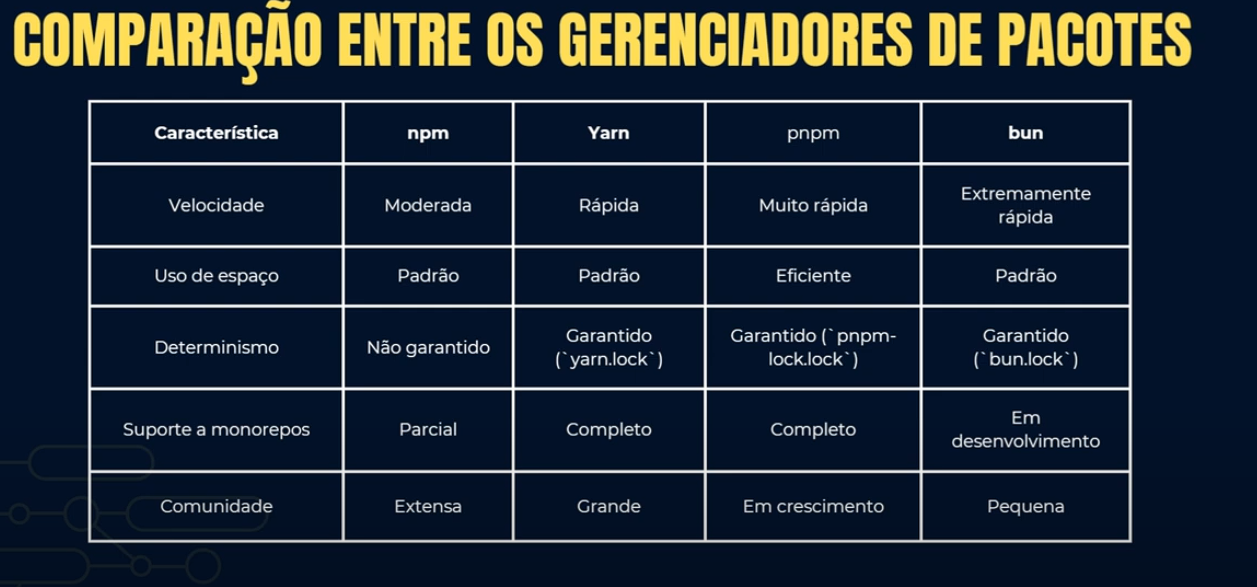 COMPARAÇÃO ENTRE OS GERENCIADORES DE PACOTES
Característica npm Yarn pnpm bun
Velocidade Moderada Rápida Muito rápida Extremamente rápida
Uso de espaço Padrão Padrão Eficiente Padrão
Determinismo Não garantido Garantido (`yarn.lock`) Garantido (`pnpm-lock.lock`) Garantido (`bun.lock`)
Suporte a monorepos Parcial Completo Completo Em desenvolvimento
Comunidade Extensa Grande Em crescimento Pequena